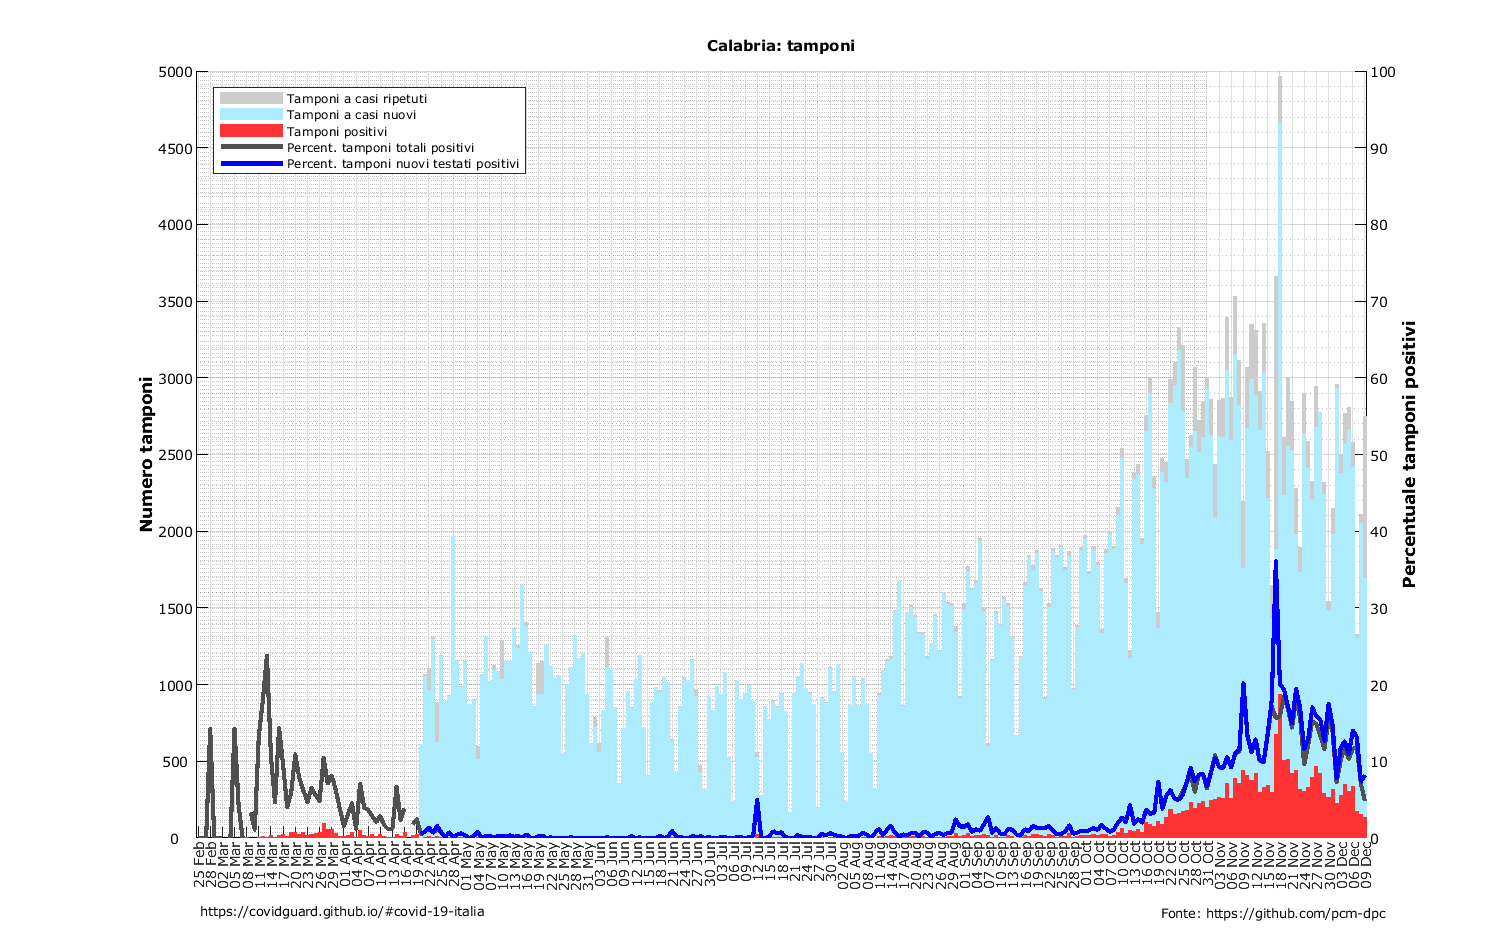 Calabria: tamponi
Tamponi a casi ripetuti
Tamponi a casi nuovi
Tamponi positivi
Percent. tamponi totali positivi
Percent. tamponi nuovi testati positivi
Numero tamponi
5000
4500
4000
3500
3000
2500
2000
1500
1000
500
0
100
90
80
70
60
50
40
30
20
10
0
Percentuale tamponi positivi
25 Feb
28 Feb
02 Mar
05 Mar
08 Mar
11 Mar
14 Mar
17 Mar
20 Mar
23 Mar
26 Mar
29 Mar
01 Apr
04 Apr
07 Apr
10 Apr
13 Apr
16 Apr
19 Apr
22 Apr
25 Apr
28 Apr
01 May
04 May
07 May
10 May
13 May
16 May
19 May
22 May
25 May
28 May
31 May
03 Jun
06 Jun
09 Jun
12 Jun
15 Jun
18 Jun
21 Jun
24 Jun
27 Jun
30 Jun
03 Jul
06 Jul
09 Jul
12 Jul
15 Jul
18 Jul
21 Jul
24 Jul
27 Jul
30 Jul
02 Aug
05 Aug
08 Aug
11 Aug
14 Aug
17 Aug
20 Aug
23 Aug
26 Aug
29 Aug
01 Sep
04 Sep
07 Sep
10 Sep
13 Sep
16 Sep
19 Sep
22 Sep
25 Sep
28 Sep
01 Oct
04 Oct
07 Oct
10 Oct
13 Oct
16 Oct
19 Oct
22 Oct
25 Oct
28 Oct
31 Oct
03 Nov
06 Nov
09 Nov
12 Nov
15 Nov
18 Nov
21 Nov
24 Nov
27 Nov
30 Nov
03 Dec
06 Dec
09 Dec
https://covidguard.github.io/#covid-19-italia
Fonte: https://github.com/pcm-dpc